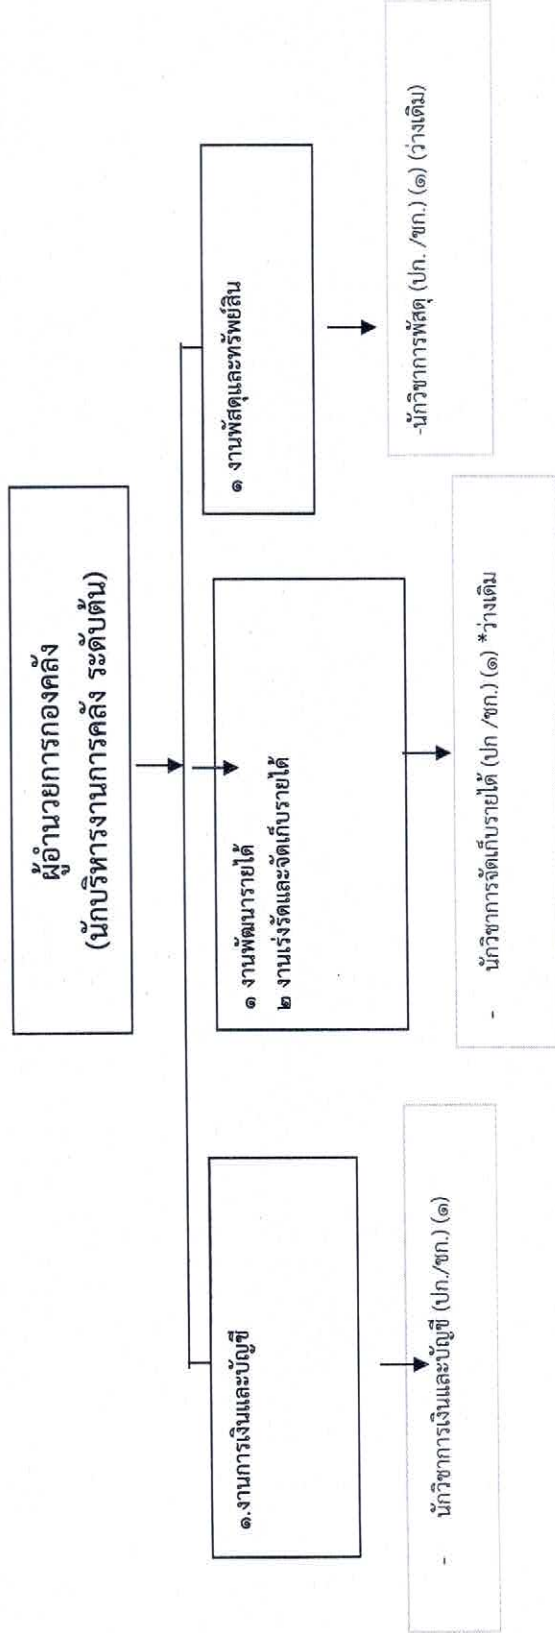 ผู้อำนวยการกองคลัง
(นักบริหารงานการคลัง ระดับต้น)
๑.งานการเงินและบัญชี
๑ งานพัฒนารายได้
๒ งานเร่งรัดและจัดเก็บรายได้
๑ งานพัสดุและทรัพย์สิน
- นักวิชาการเงินและบัญชี (ปก./ชก.) (๑)
- นักวิชาการจัดเก็บรายได้ (ปก /ชก.) (๑) *ว่างเดิม
-นักวิชาการพัสดุ (ปก. /ชก.) (๑) (ว่างเดิม)